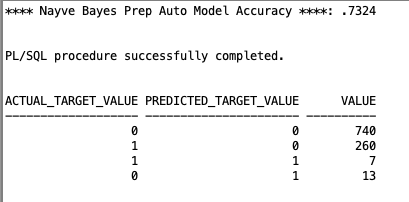 **** Nayve Bayes Prep Auto Model Accuracy ****: .7324
PL/SQL procedure successfully completed.
ACTUAL_TARGET_VALUE PREDICTED_TARGET_VALUE      VALUE
------------------- ---------------------- ----------
                  0                      0        740
                  1                      0        260
                  1                      1          7
                  0                      1         13